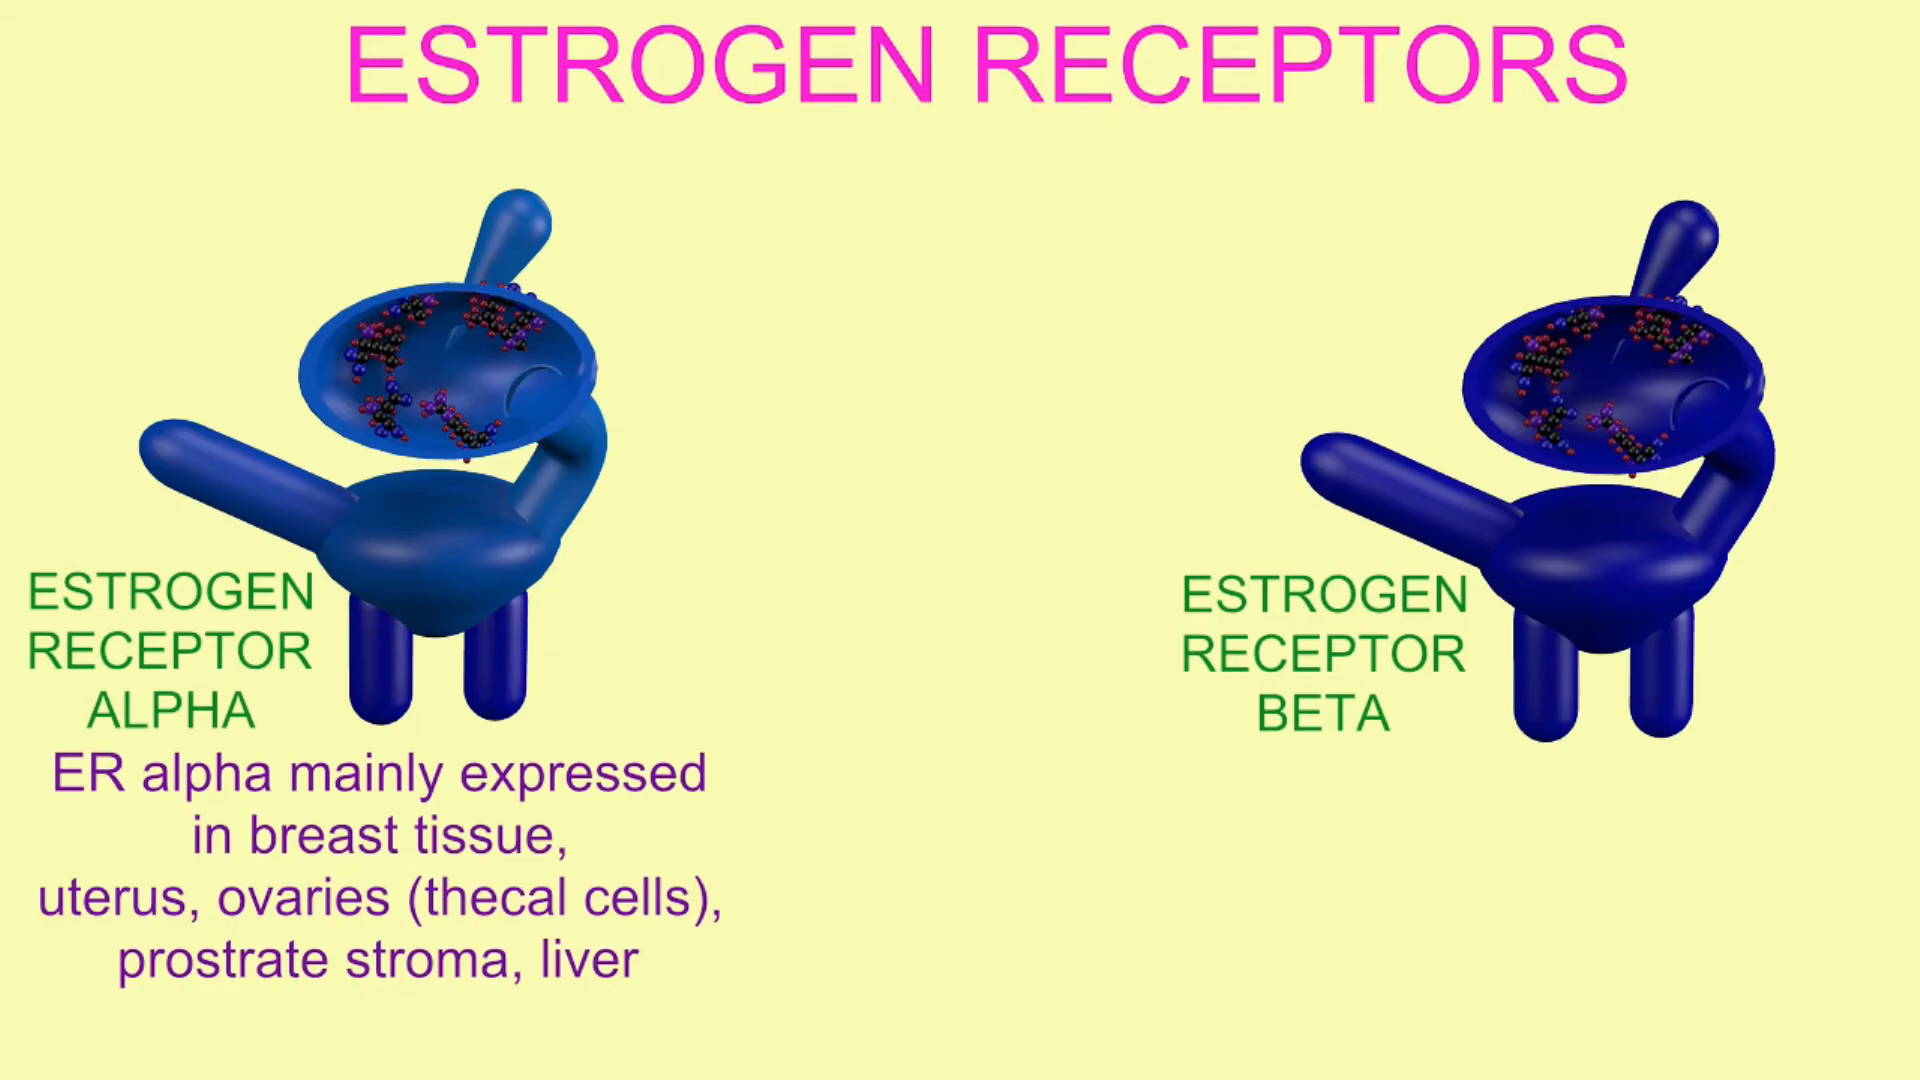 ESTROGEN RECEPTORS
ESTROGEN
RECEPTOR
ALPHA
ER alpha mainly expressed
in breast tissue,
uterus, ovaries (thecal cells),
prostrate stroma, liver
ESTROGEN
RECEPTOR
BETA